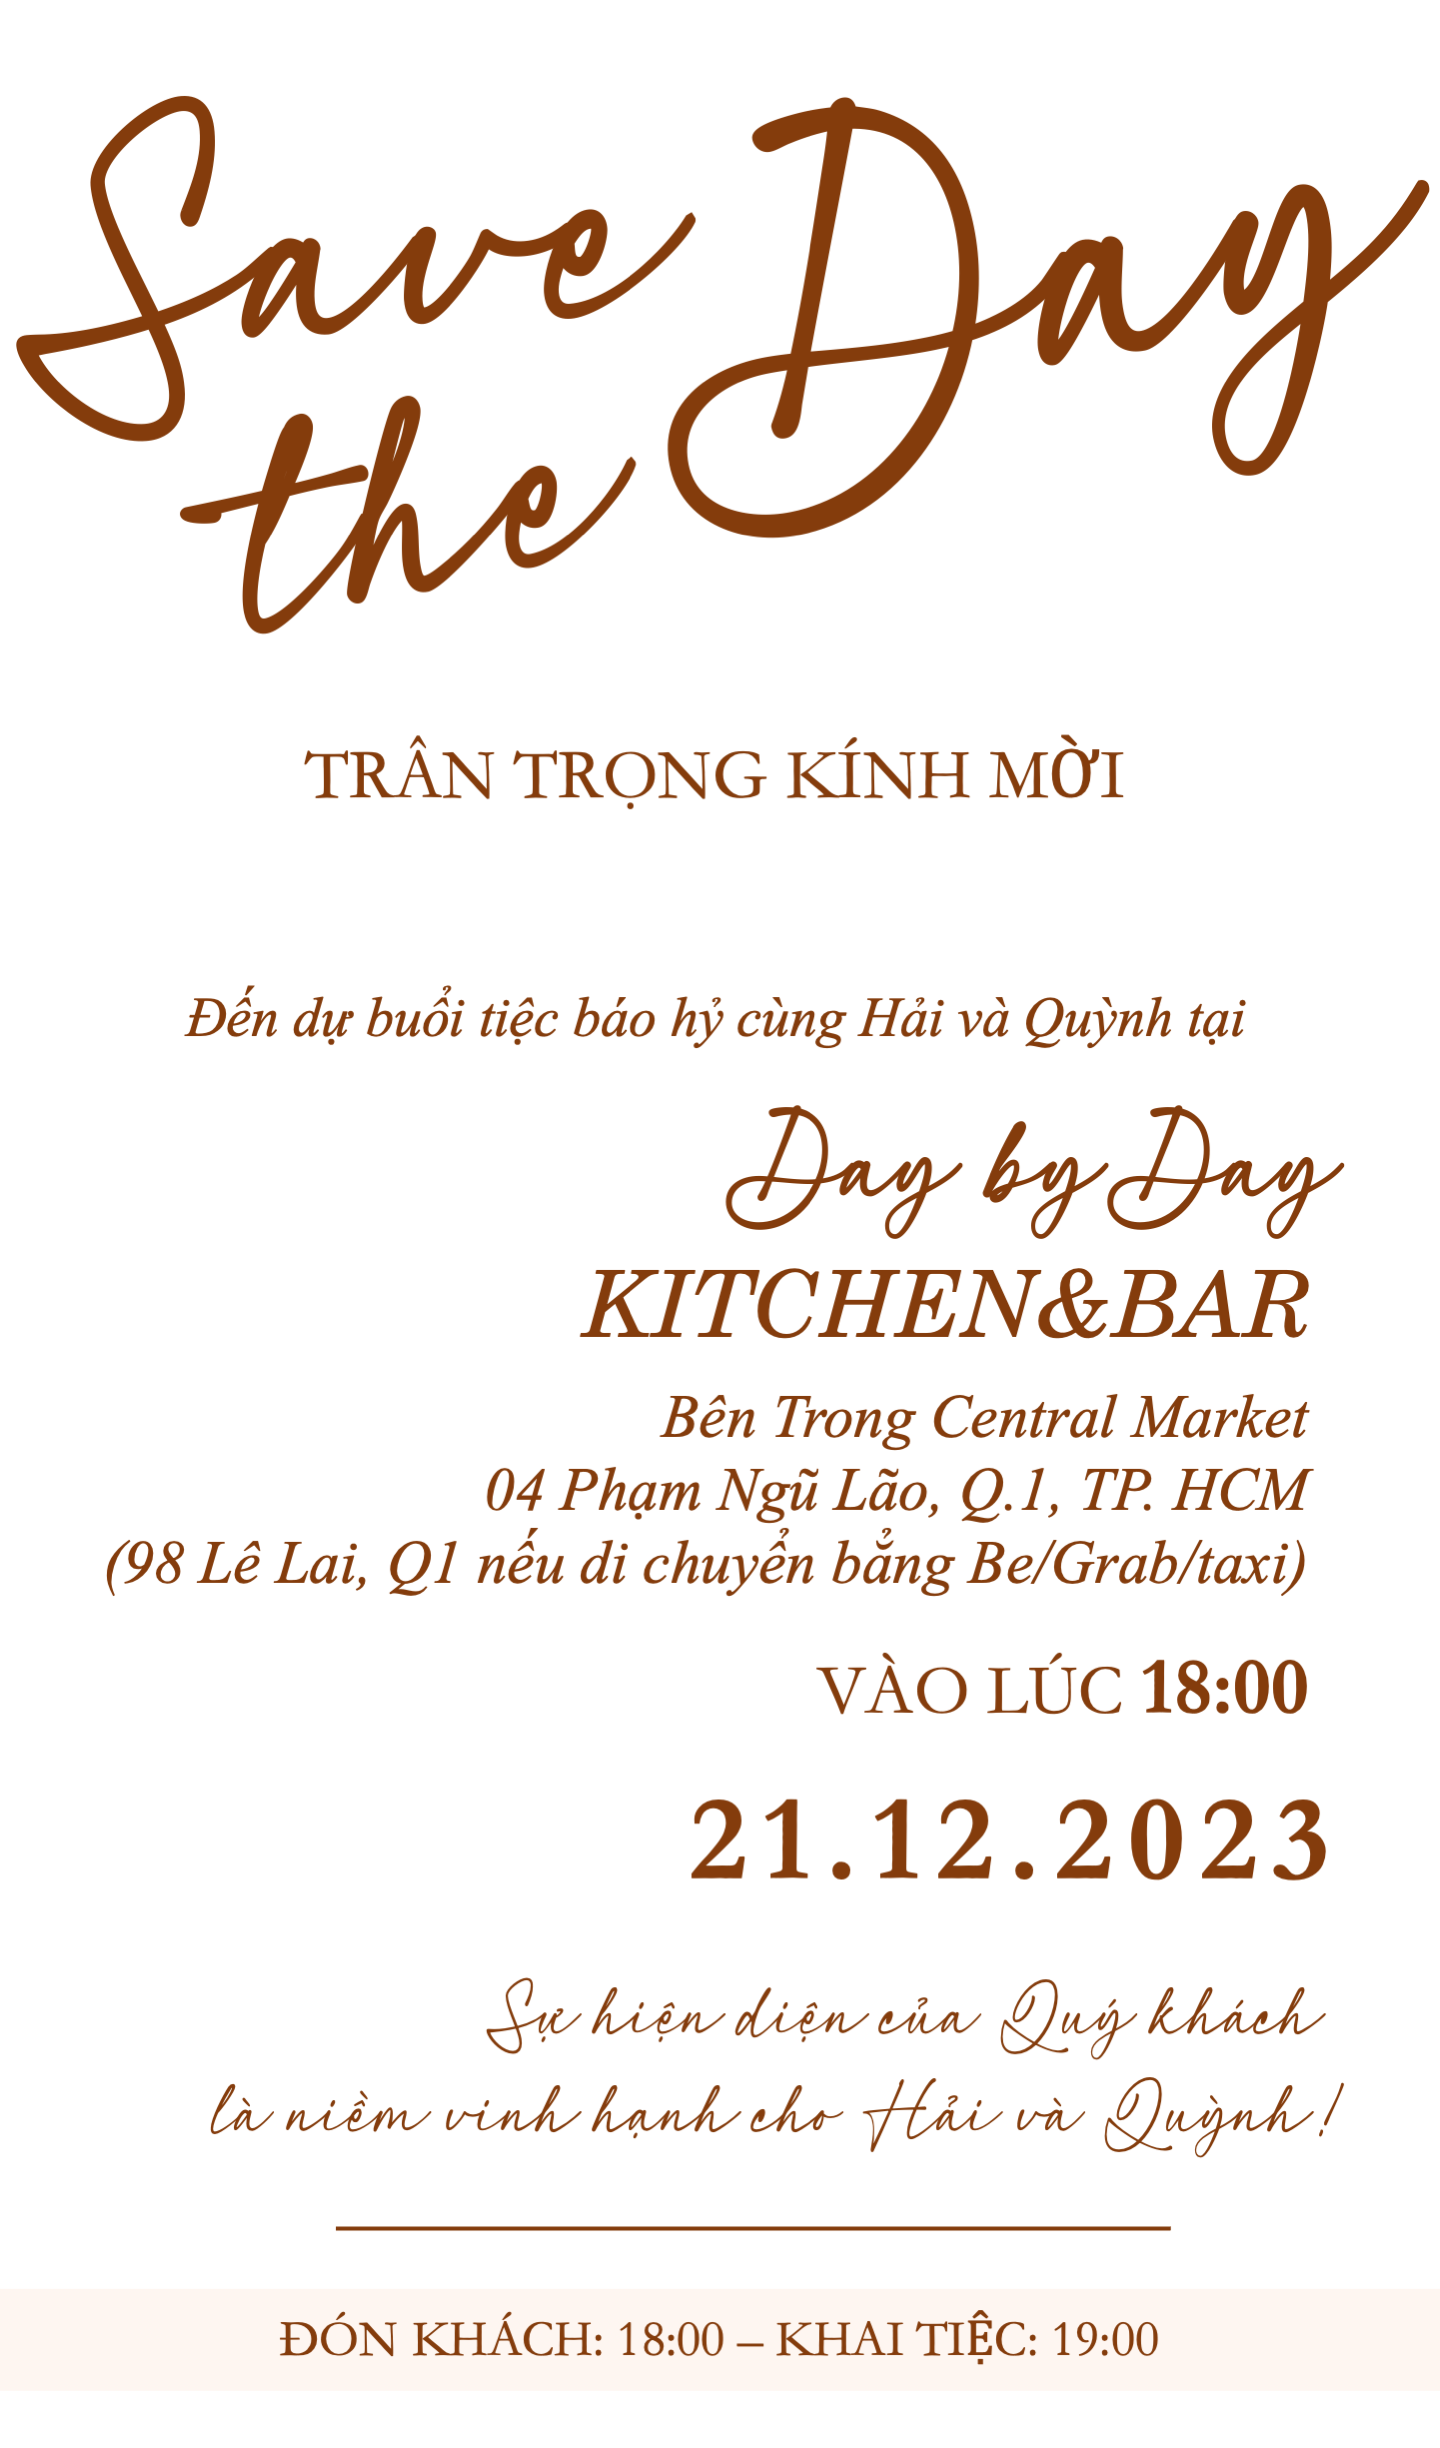 Save
the Day
TRÂN TRỌNG KÍNH MỜI
Đến dự buổi tiệc báo hỷ cùng Hải và Quỳnh tại
Day by Day
KITCHEN&BAR
Bên Trong Central Market
04 Phạm Ngũ Lão, Q.1, TP. HCM
(98 Lê Lai, Q1 nếu di chuyển bằng Be/Grab/taxi)
VÀO LÚC 18:00
21.12.2023
Sự hiện diện của Quý khách
là niềm vinh hạnh cho Hải và Quỳnh!
ĐÓN KHÁCH: 18:00 – KHAI TIỆC: 19:00